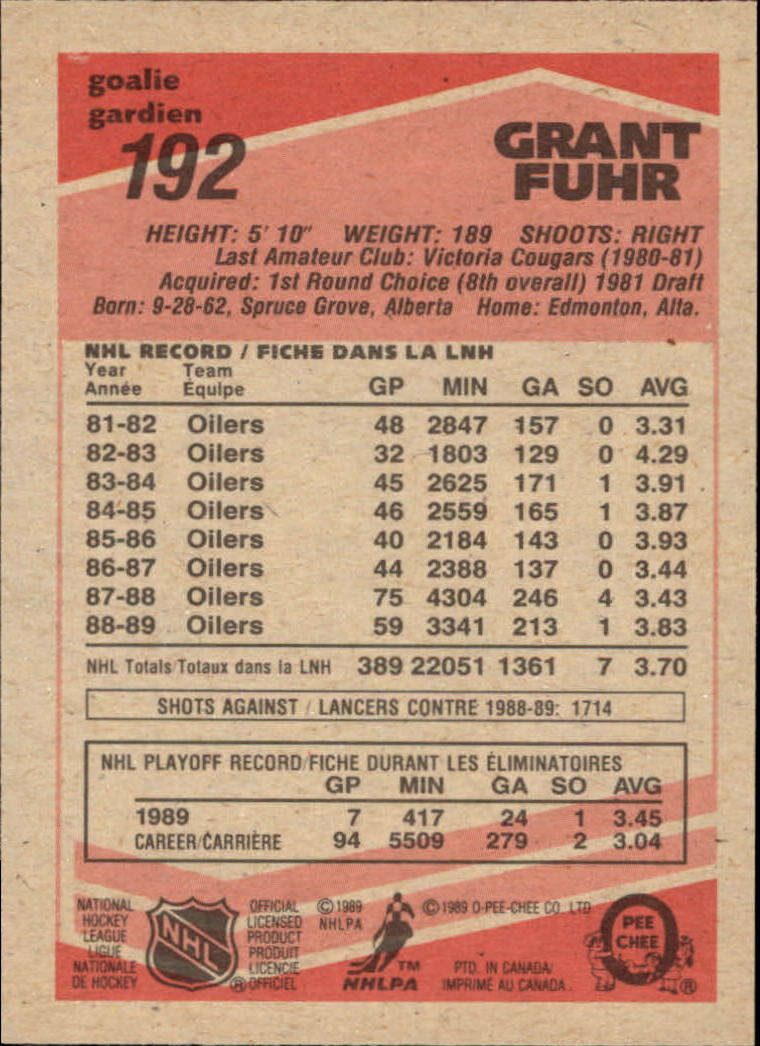 goalie
gardien
192
GRANT
FUHR
HEIGHT: 5' 10" WEIGHT: 189 SHOOTS: RIGHT
Last Amateur Club: Victoria Cougars (1980-81)
Acquired: 1st Round Choice (8th overall) 1981 Draft
Born: 9-28-62, Spruce Grove, Alberta Home: Edmonton, Alta.
NHL RECORD / FICHE DANS LA LNH
Year Team
Année Équipe GP MIN GA SO AVG
81-82 Oilers 48 2847 157 0 3.31
82-83 Oilers 32 1803 129 0 4.29
83-84 Oilers 45 2625 171 1 3.91
84-85 Oilers 46 2559 165 1 3.87
85-86 Oilers 40 2184 143 0 3.93
86-87 Oilers 44 2388 137 0 3.44
87-88 Oilers 75 4304 246 4 3.43
88-89 Oilers 59 3341 213 1 3.83
NHL Totals/Totaux dans la LNH 389 22051 1361 7 3.70
SHOTS AGAINST / LANCERS CONTRE 1988-89: 1714
NHL PLAYOFF RECORD/FICHE DURANT LES ÉLIMINATOIRES
GP MIN GA SO AVG
1989 7 417 24 1 3.45
CAREER/CARRIÈRE 94 5509 279 2 3.04
NATIONAL
HOCKEY
LEAGUE
LIGUE
NATIONALE
DE HOCKEY
NHL
OFFICIAL
LICENSED
PRODUCT
PRODUIT
LICENCIE
® OFFICIEL
© 1989
NHLPA
TM
NHLPA
© 1989 O-PEE-CHEE CO. LTD
PTD. IN CANADA/
IMPRIMÉ AU CANADA.
O
PEE
CHEE
®